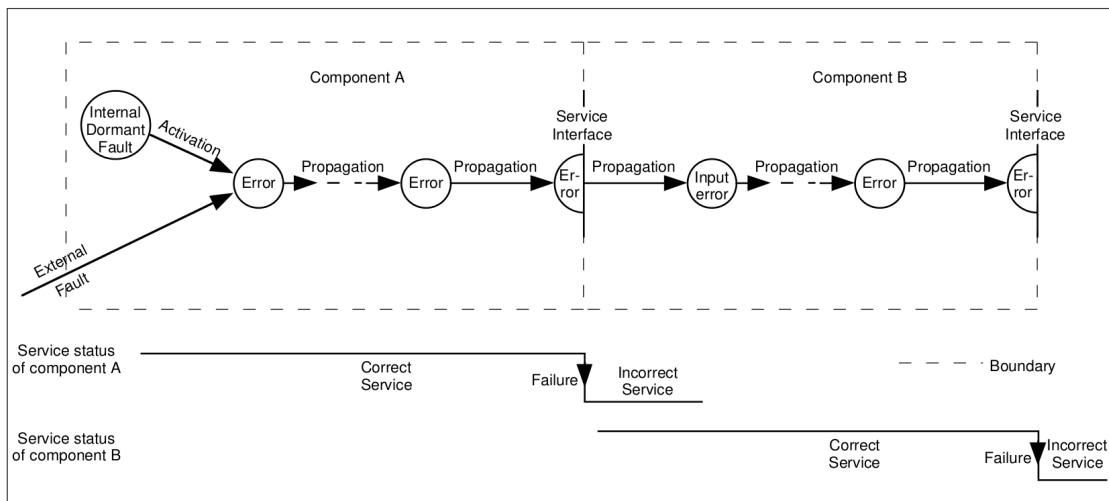 Component A
Component B
Internal
Dormant
Fault
Activation
Service
Interface
Service
Interface
Error
Propagation
Error
Propagation
Er-
ror
Propagation
Input
error
Propagation
Error
Propagation
Er-
ror
External
Fault
Service status
of component A
Correct
Service
Failure
Incorrect
Service
Boundary
Service status
of component B
Correct
Service
Failure
Incorrect
Service